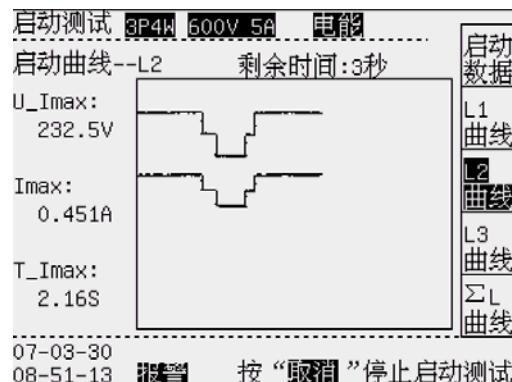 启动测试 3P4W 600V 5A 电能
启动曲线--L2 剩余时间:3秒
U_Imax:
232.5V
Imax:
0.451A
T_Imax:
2.16S
启动
数据
L1
曲线
L2
曲线
L3
曲线
ΣL
曲线
07-03-30
08-51-13 报警 按“取消”停止启动测试